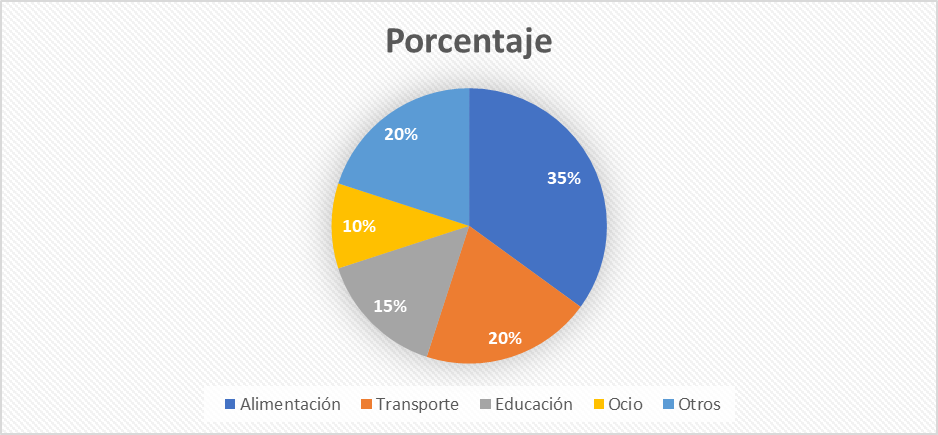 Porcentaje
20%
35%
10%
15%
20%
Alimentación Transporte Educación Ocio Otros